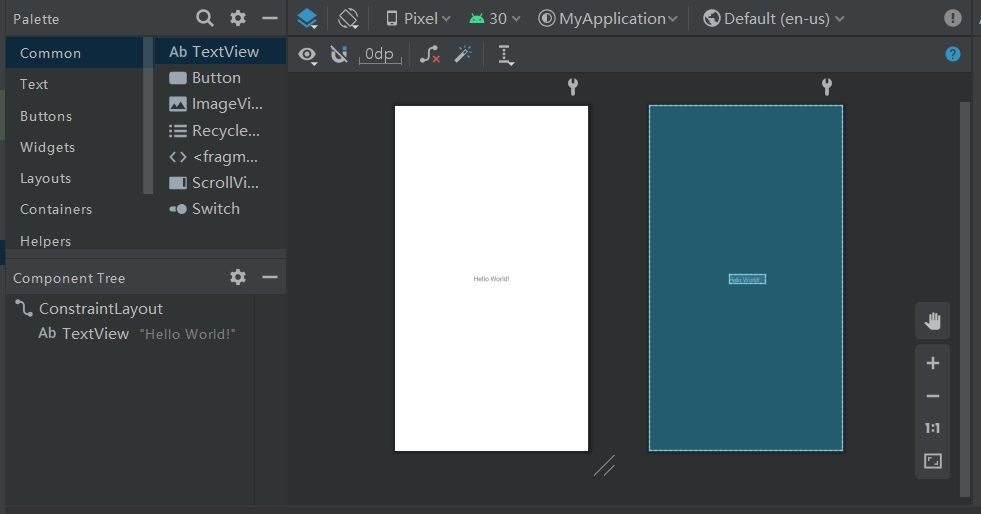 Palette
Pixel
30
MyApplication
Default (en-us)
Common
Text
Buttons
Widgets
Layouts
Containers
Helpers
Ab TextView
Button
ImageVi...
Recycle...
<fragm...
ScrollVi...
Switch
0dp
Component Tree
ConstraintLayout
Ab TextView "Hello World!"
Hello World!
Hello World!
1:1